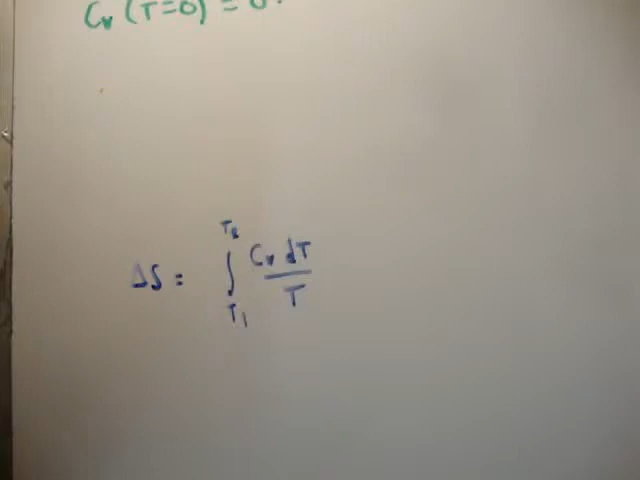 Cv (T=0) = 0.
ΔS = ∫_{T1}^{T2} Cv dT / T